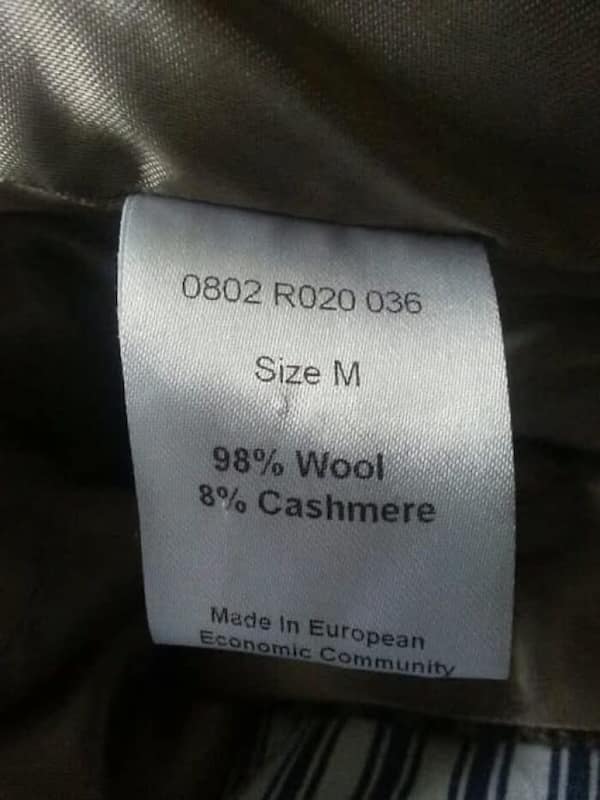 0802 R020 036
Size M
98% Wool
8% Cashmere
Made In European
Economic Community